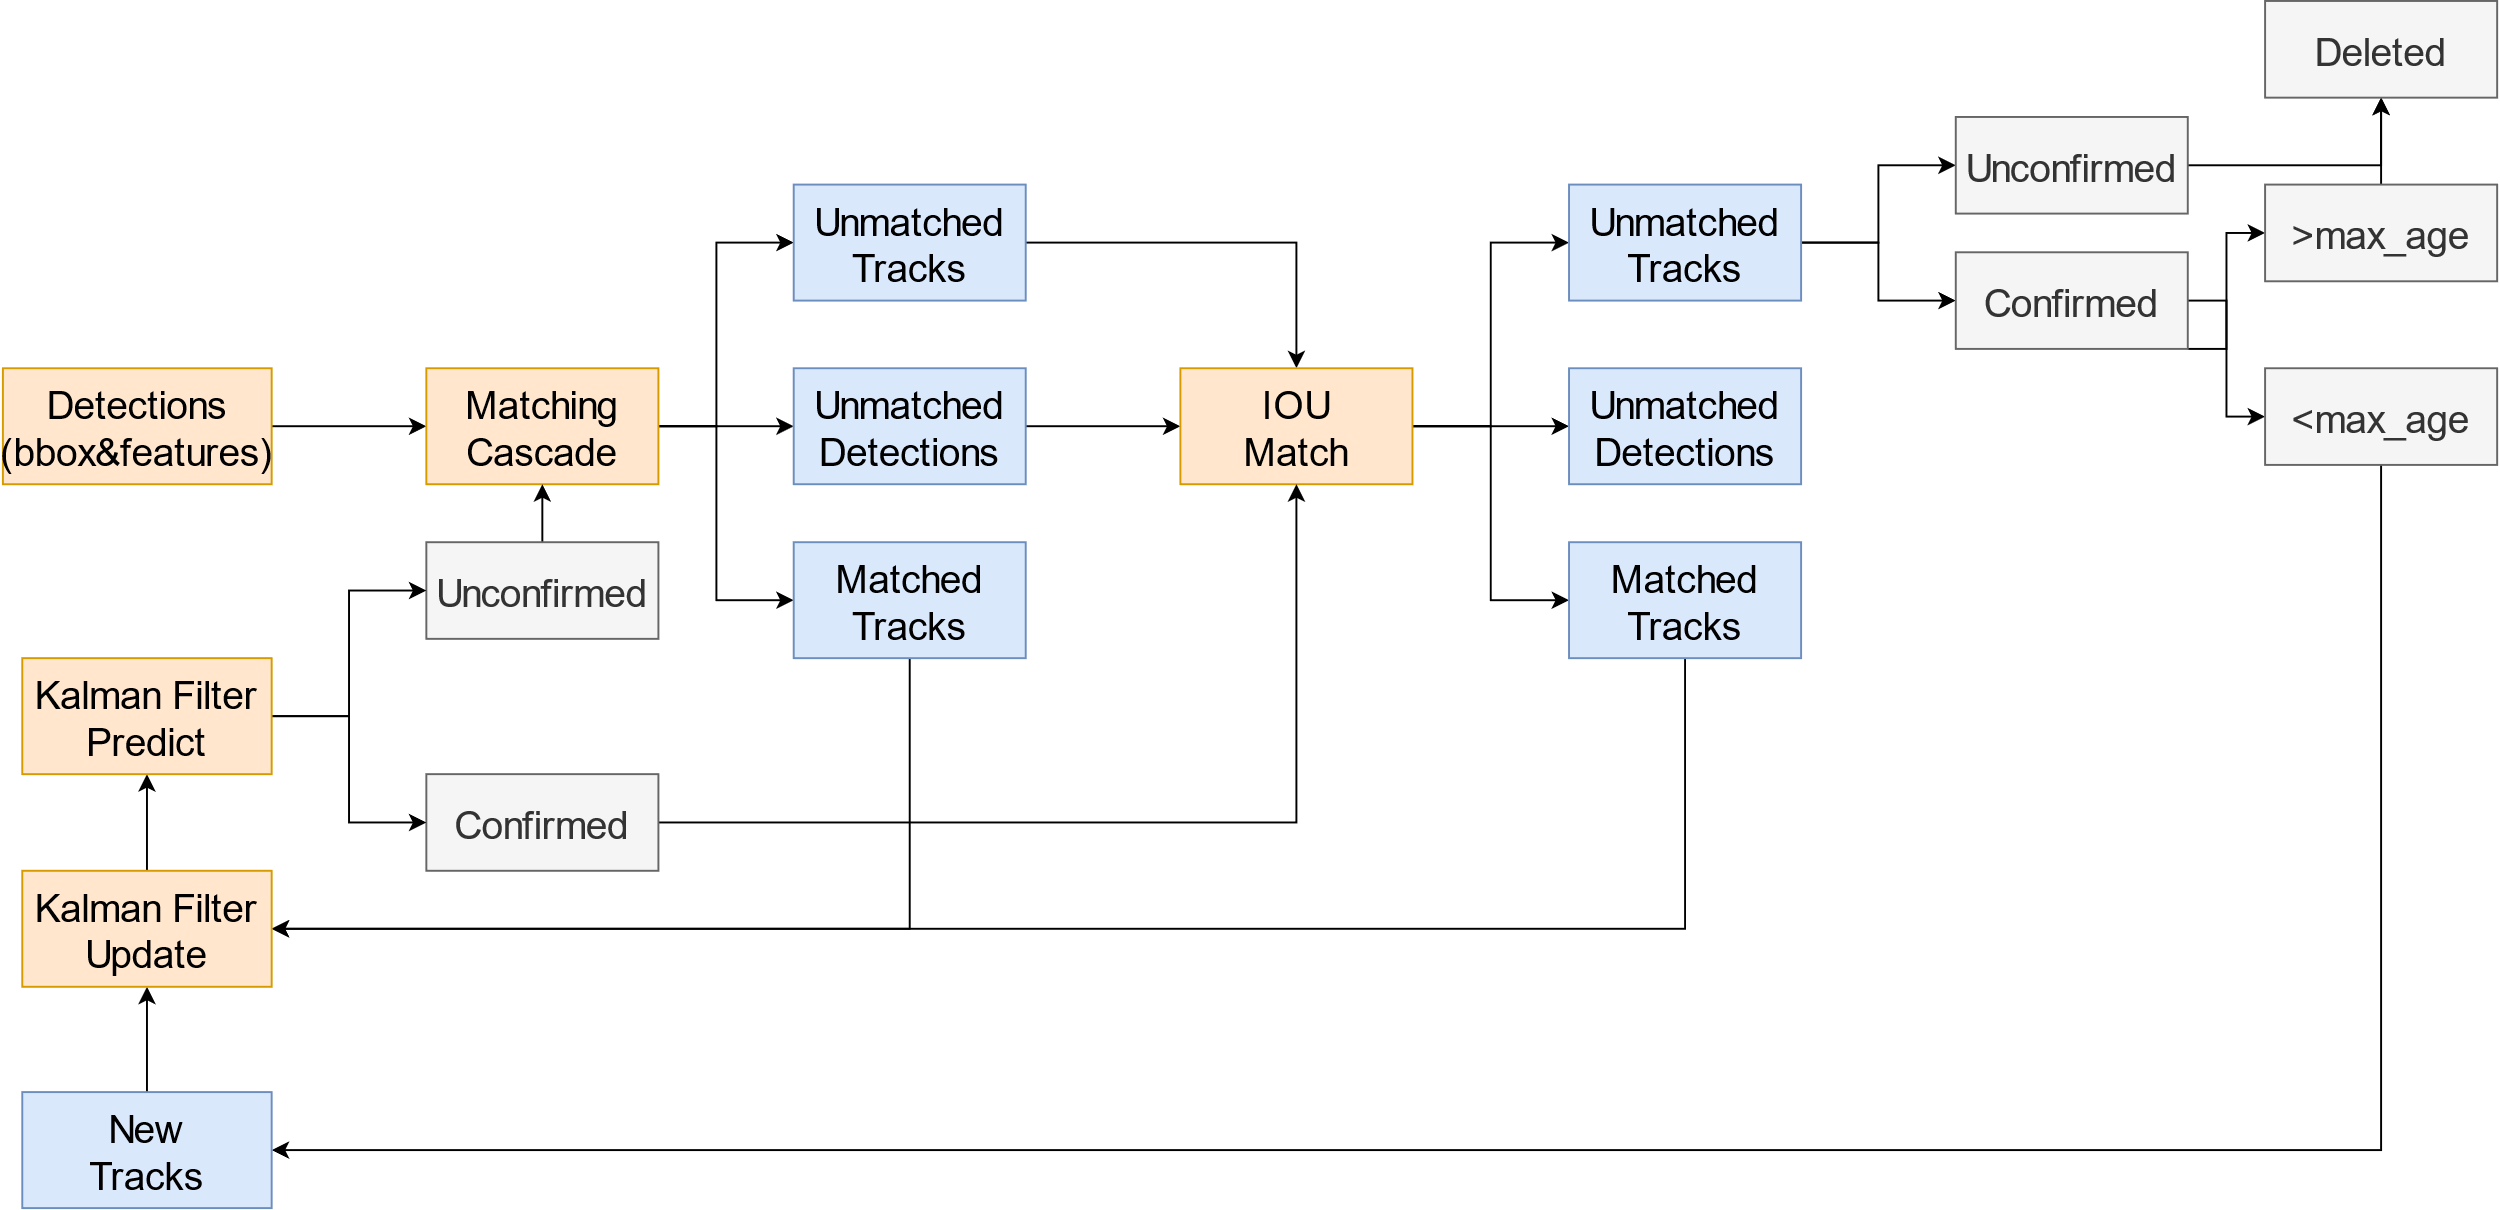 Deleted
Unconfirmed
Unmatched
Tracks
Unmatched
Tracks
>max_age
Confirmed
Detections
(bbox&features)
Matching
Cascade
Unmatched
Detections
IOU
Match
Unmatched
Detections
<max_age
Unconfirmed
Matched
Tracks
Matched
Tracks
Kalman Filter
Predict
Confirmed
Kalman Filter
Update
New
Tracks